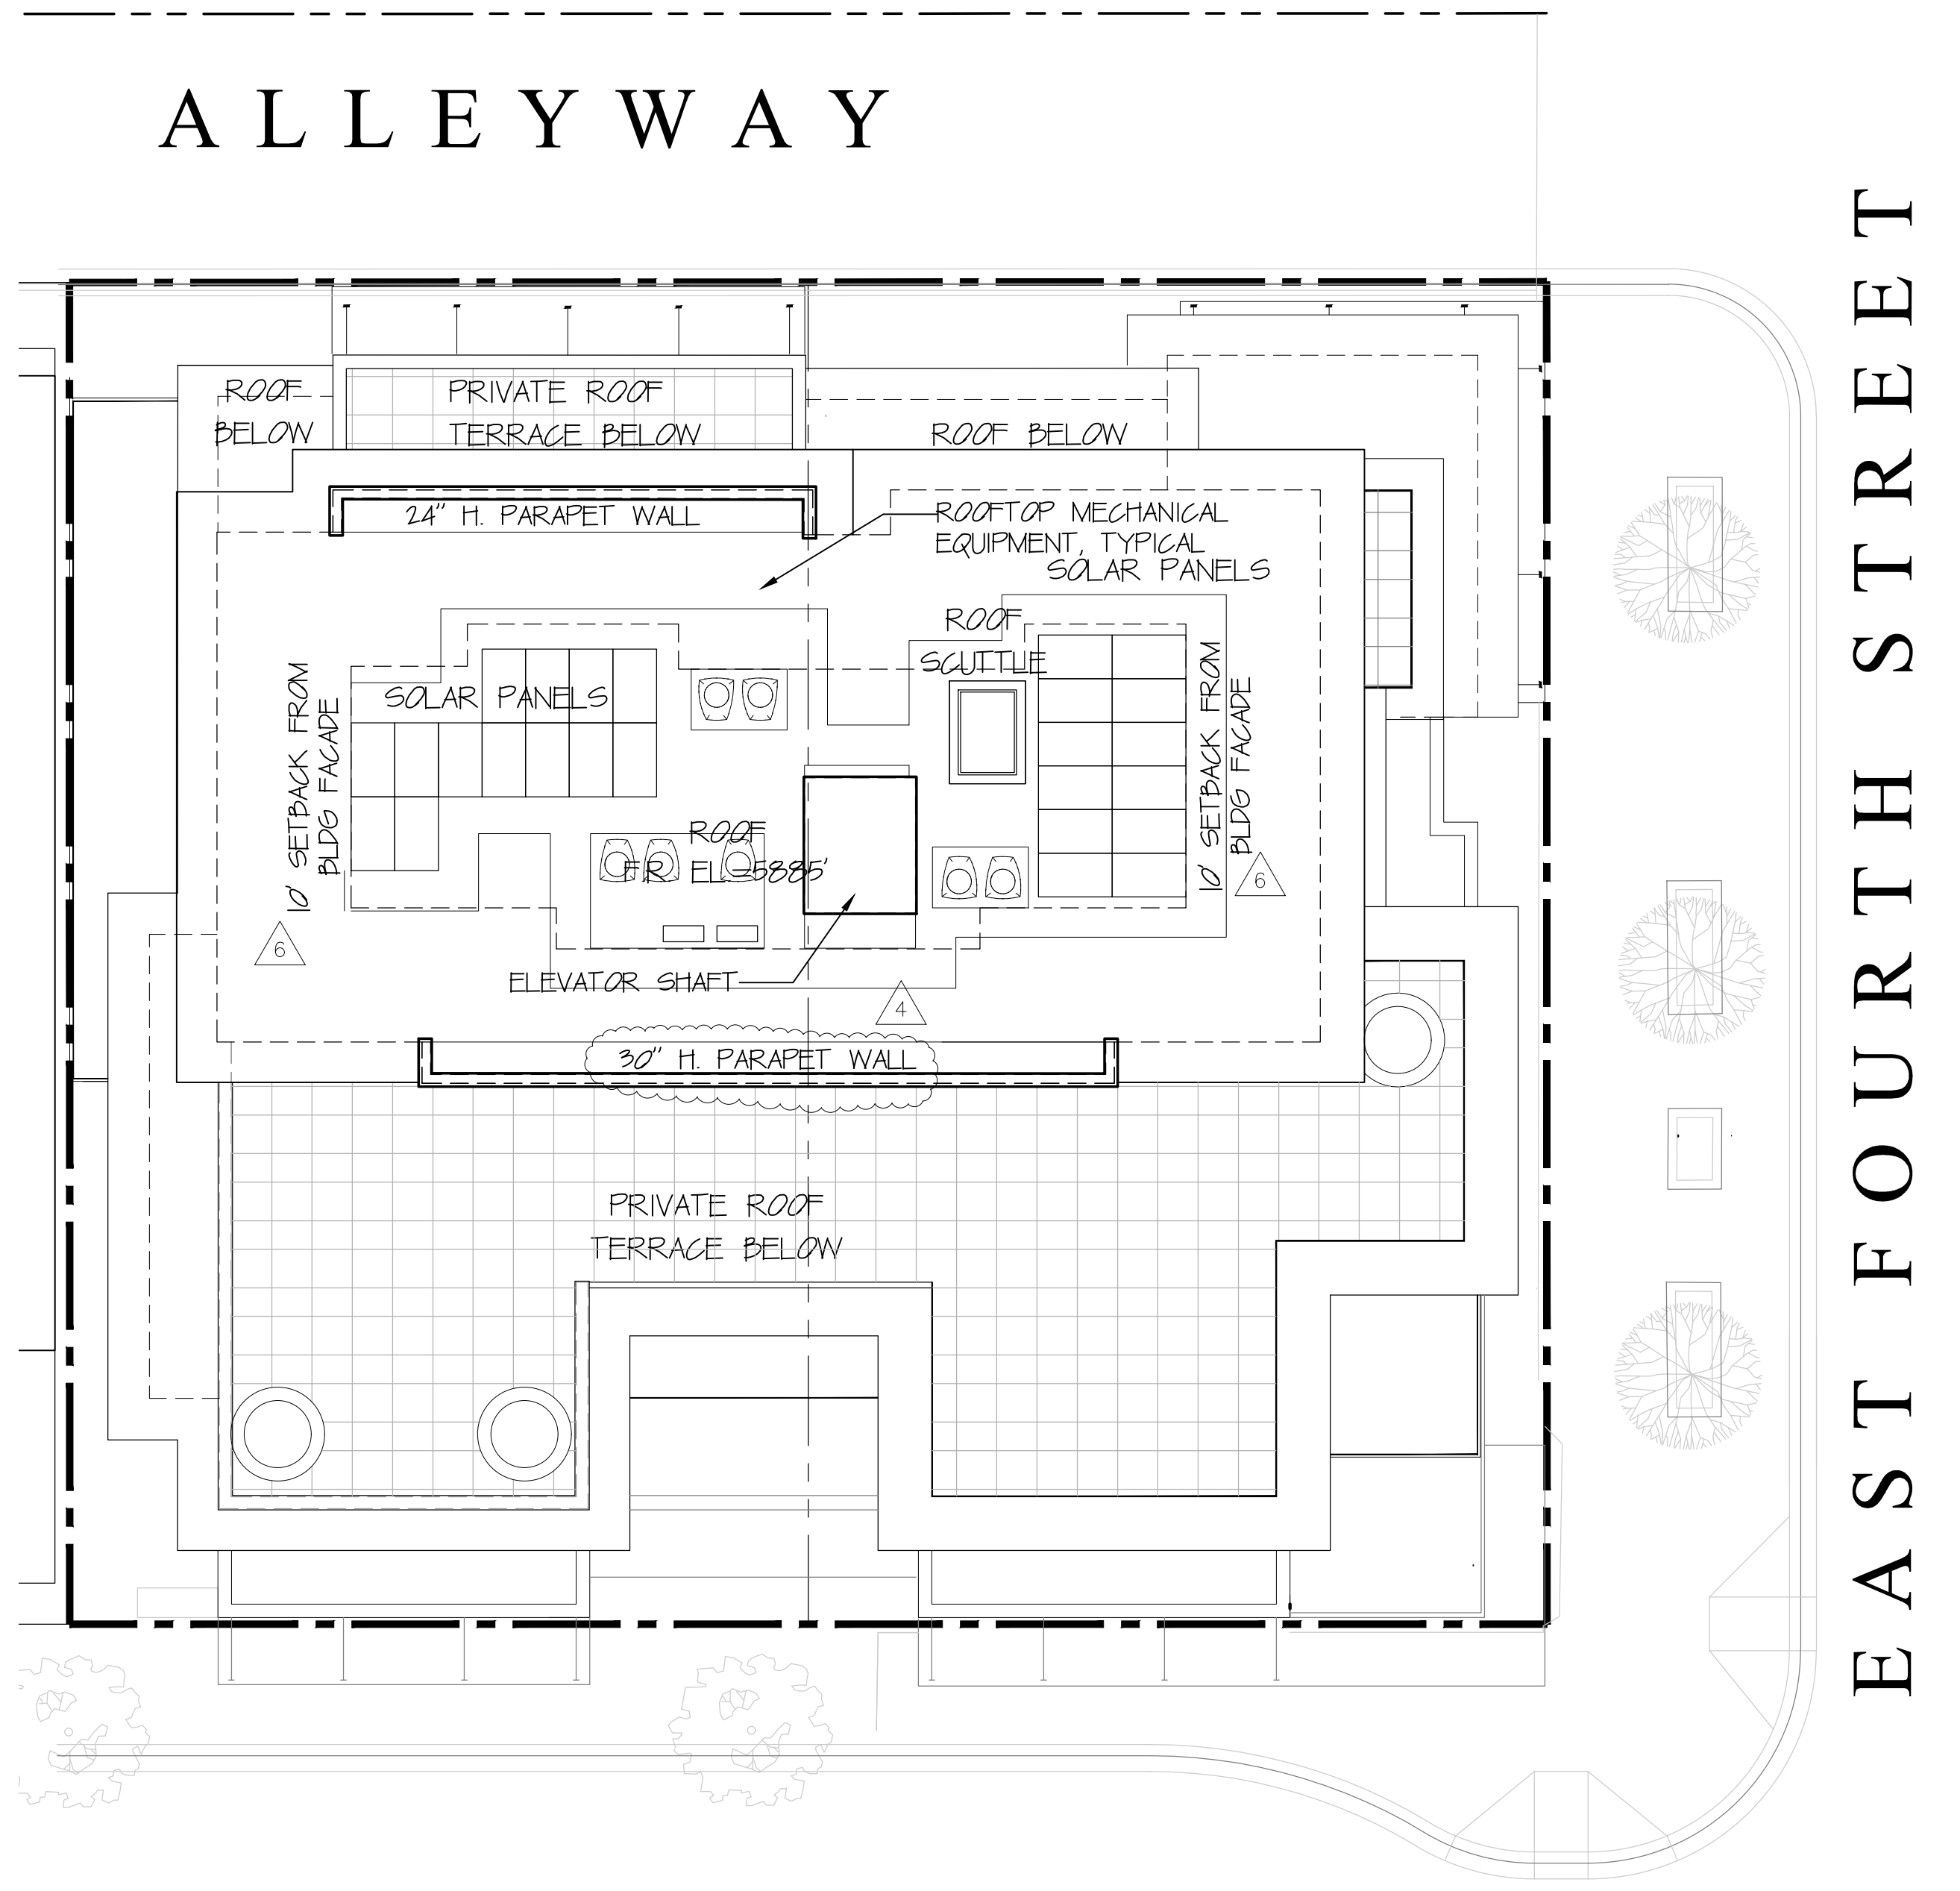 ALLEYWAY
EAST FOURTH STREET
ROOF
BELOW
PRIVATE ROOF
TERRACE BELOW
ROOF BELOW
24" H. PARAPET WALL
ROOFTOP MECHANICAL
EQUIPMENT, TYPICAL
SOLAR PANELS
ROOF
SCUTTLE
SOLAR PANELS
10' SETBACK FROM
BLDG FACADE
10' SETBACK FROM
BLDG FACADE
ROOF
FR EL =5885'
6
6
ELEVATOR SHAFT
4
30" H. PARAPET WALL
PRIVATE ROOF
TERRACE BELOW